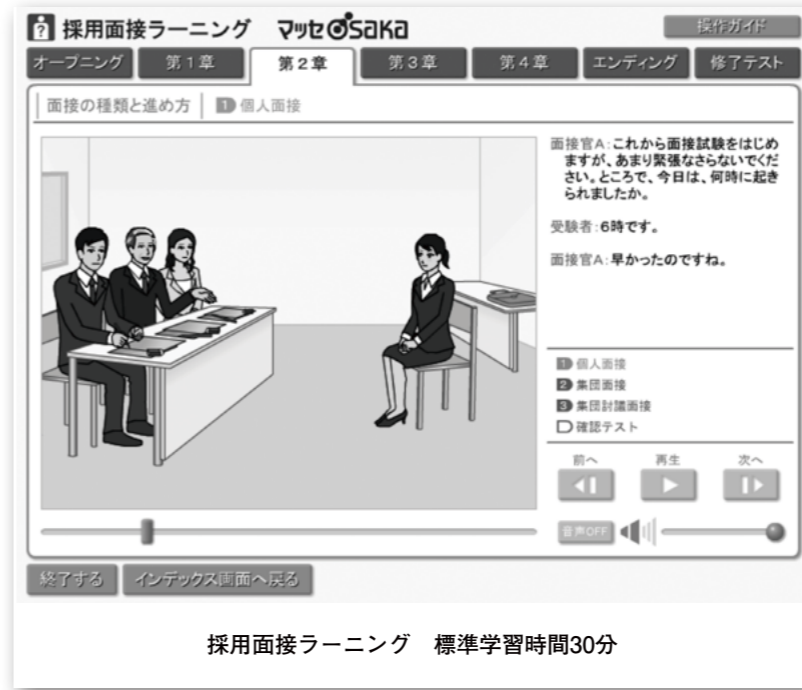 採用面接ラーニング マッセOSaKa
操作ガイド
オープニング 第1章 第2章 第3章 第4章 エンディング 修了テスト
面接の種類と進め方 1 個人面接
面接官A:これから面接試験をはじめ
ますが、あまり緊張なさらないでくだ
さい。ところで、今日は、何時に起き
られましたか。
受験者:6時です。
面接官A:早かったのですね。
1 個人面接
2 集団面接
3 集団討議面接
確認テスト
前へ 再生 次へ
音声OFF
終了する インデックス画面へ戻る
採用面接ラーニング 標準学習時間30分